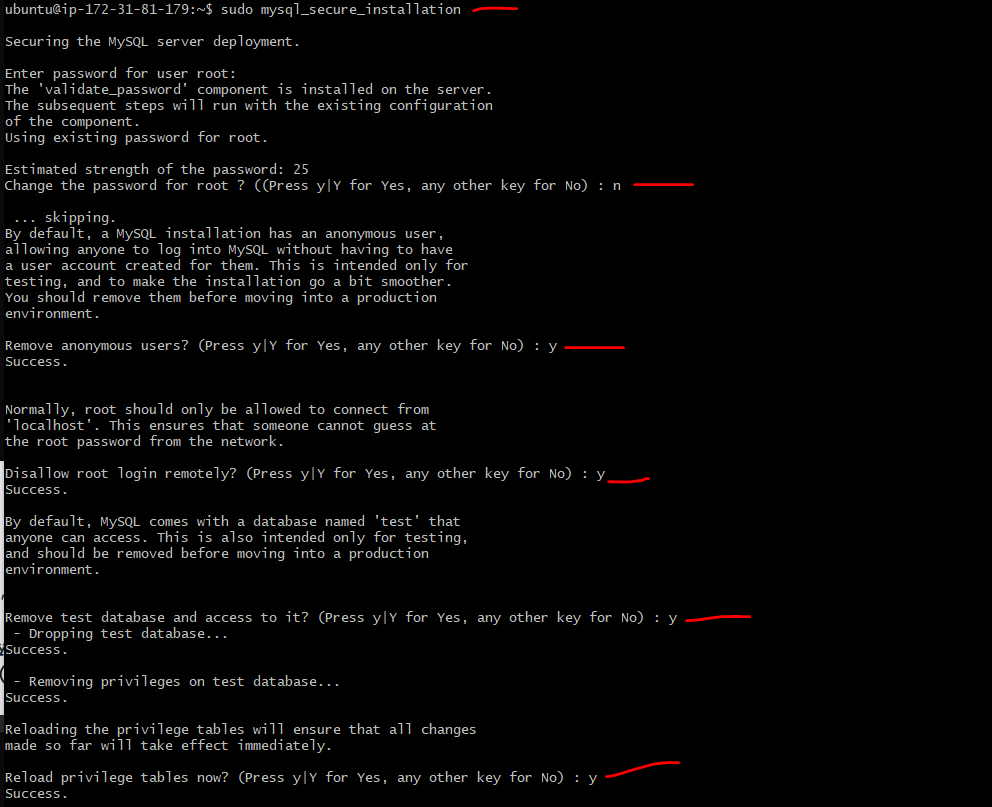 ubuntu@ip-172-31-81-179:~$ sudo mysql_secure_installation
Securing the MySQL server deployment.
Enter password for user root:
The 'validate_password' component is installed on the server.
The subsequent steps will run with the existing configuration
of the component.
Using existing password for root.
Estimated strength of the password: 25
Change the password for root ? ((Press y|Y for Yes, any other key for No) : n
 ... skipping.
By default, a MySQL installation has an anonymous user,
allowing anyone to log into MySQL without having to have
a user account created for them. This is intended only for
testing, and to make the installation go a bit smoother.
You should remove them before moving into a production
environment.
Remove anonymous users? (Press y|Y for Yes, any other key for No) : y
Success.
Normally, root should only be allowed to connect from
'localhost'. This ensures that someone cannot guess at
the root password from the network.
Disallow root login remotely? (Press y|Y for Yes, any other key for No) : y
Success.
By default, MySQL comes with a database named 'test' that
anyone can access. This is also intended only for testing,
and should be removed before moving into a production
environment.
Remove test database and access to it? (Press y|Y for Yes, any other key for No) : y
 - Dropping test database...
Success.
 - Removing privileges on test database...
Success.
Reloading the privilege tables will ensure that all changes
made so far will take effect immediately.
Reload privilege tables now? (Press y|Y for Yes, any other key for No) : y
Success.